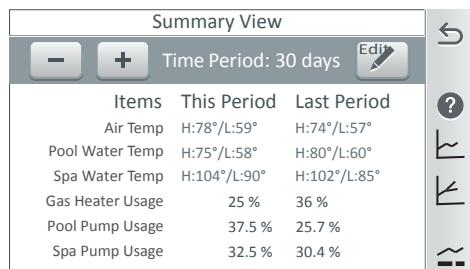 Summary View
− + Time Period: 30 days Edit
Items This Period Last Period
Air Temp H:78°/L:59° H:74°/L:57°
Pool Water Temp H:75°/L:58° H:80°/L:60°
Spa Water Temp H:104°/L:90° H:102°/L:85°
Gas Heater Usage 25 % 36 %
Pool Pump Usage 37.5 % 25.7 %
Spa Pump Usage 32.5 % 30.4 %
?